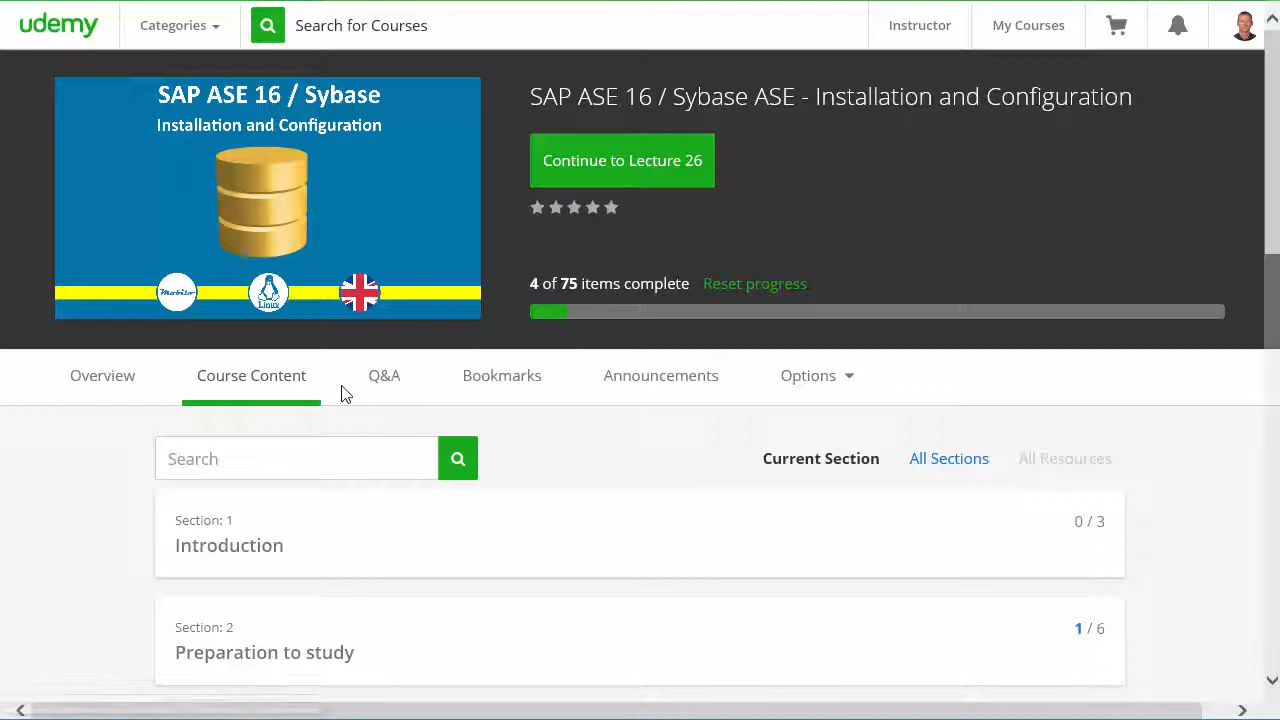 udemy
Categories
Search for Courses
Instructor
My Courses
SAP ASE 16 / Sybase
Installation and Configuration
Mobilo
Linux
SAP ASE 16 / Sybase ASE - Installation and Configuration
Continue to Lecture 26
4 of 75 items complete
Reset progress
Overview
Course Content
Q&A
Bookmarks
Announcements
Options
Search
Current Section
All Sections
All Resources
Section: 1
0 / 3
Introduction
Section: 2
1 / 6
Preparation to study